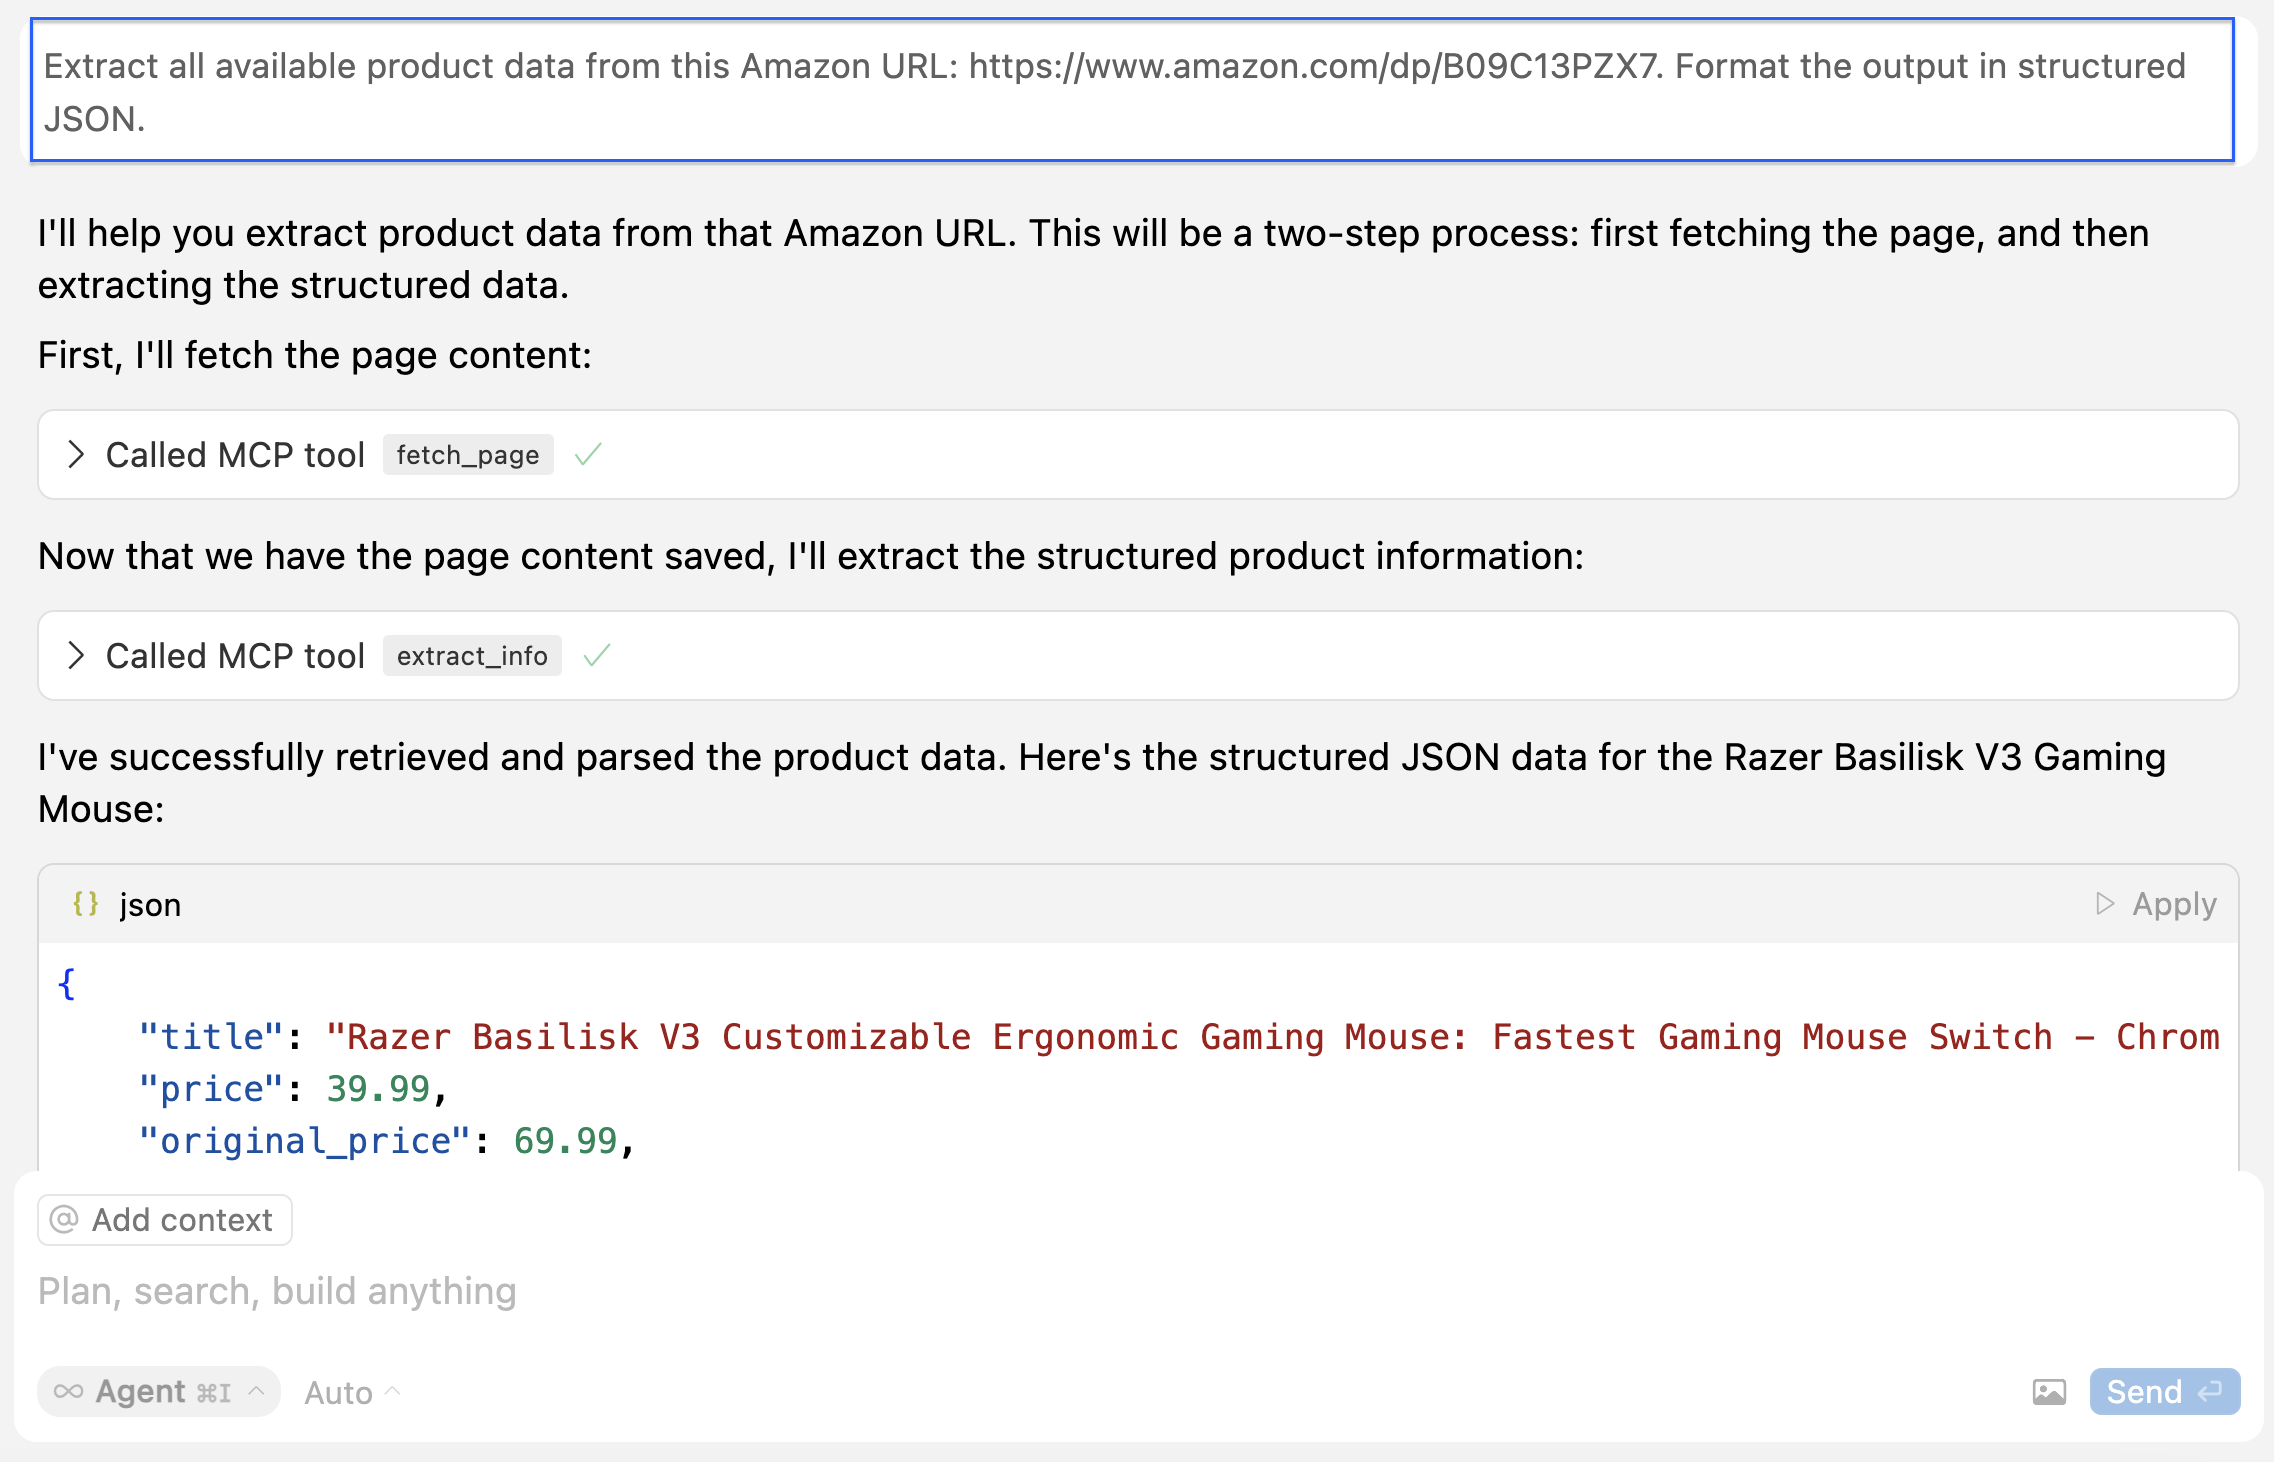 Extract all available product data from this Amazon URL: https://www.amazon.com/dp/B09C13PZX7. Format the output in structured
JSON.
I'll help you extract product data from that Amazon URL. This will be a two-step process: first fetching the page, and then
extracting the structured data.
First, I'll fetch the page content:
Called MCP tool fetch_page
Now that we have the page content saved, I'll extract the structured product information:
Called MCP tool extract_info
I've successfully retrieved and parsed the product data. Here's the structured JSON data for the Razer Basilisk V3 Gaming
Mouse:
{} json Apply
{
"title": "Razer Basilisk V3 Customizable Ergonomic Gaming Mouse: Fastest Gaming Mouse Switch – Chrom
"price": 39.99,
"original_price": 69.99,
@ Add context
Plan, search, build anything
∞ Agent ⌘I Auto Send